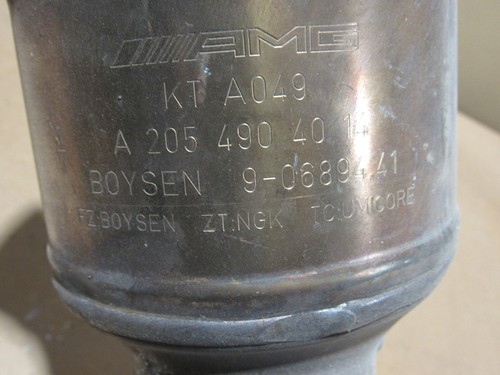 AMG
KT A049
A 205 490 40 14
BOYSEN 9-0689441
FZ:BOYSEN ZT:NGK TC:UMICORE